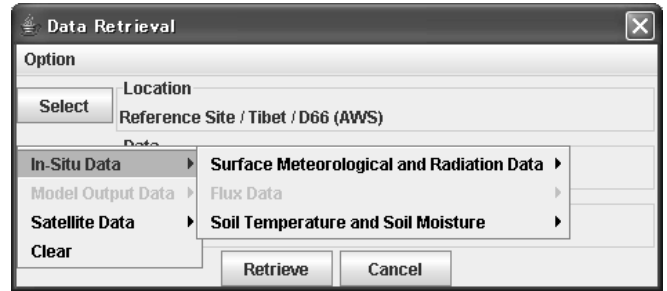 Data Retrieval
Option
Select
Location
Reference Site / Tibet / D66 (AWS)
Data
In-Situ Data
Surface Meteorological and Radiation Data
Model Output Data
Flux Data
Satellite Data
Soil Temperature and Soil Moisture
Clear
Retrieve
Cancel